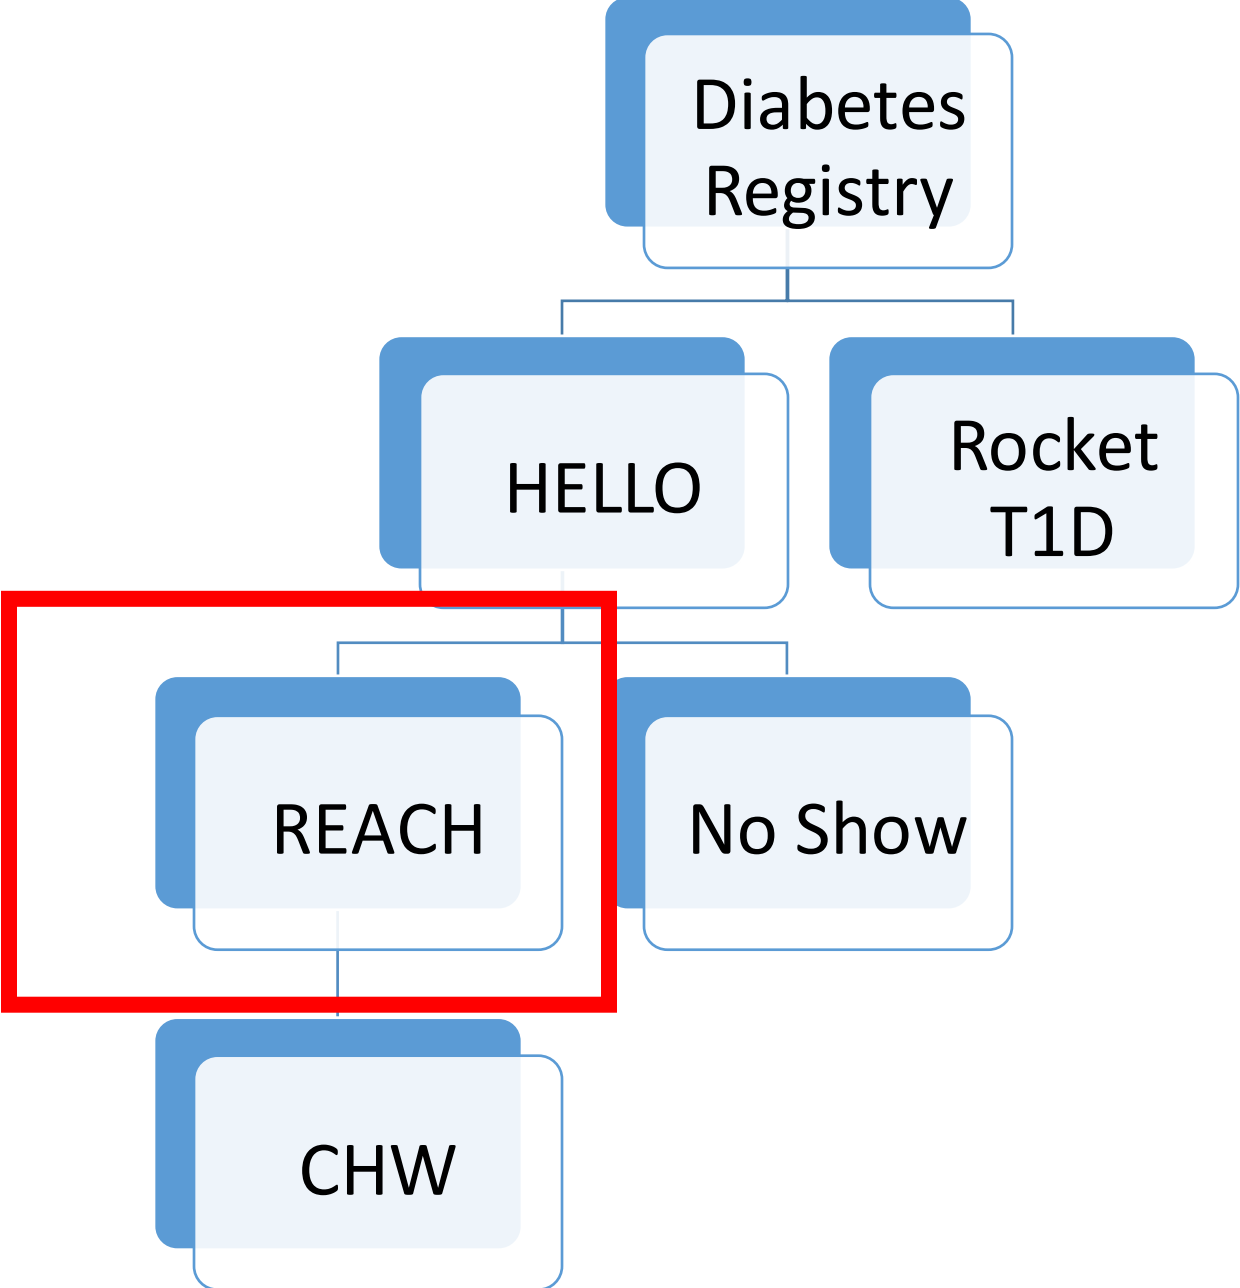 Diabetes
Registry
HELLO
Rocket
T1D
REACH
No Show
CHW